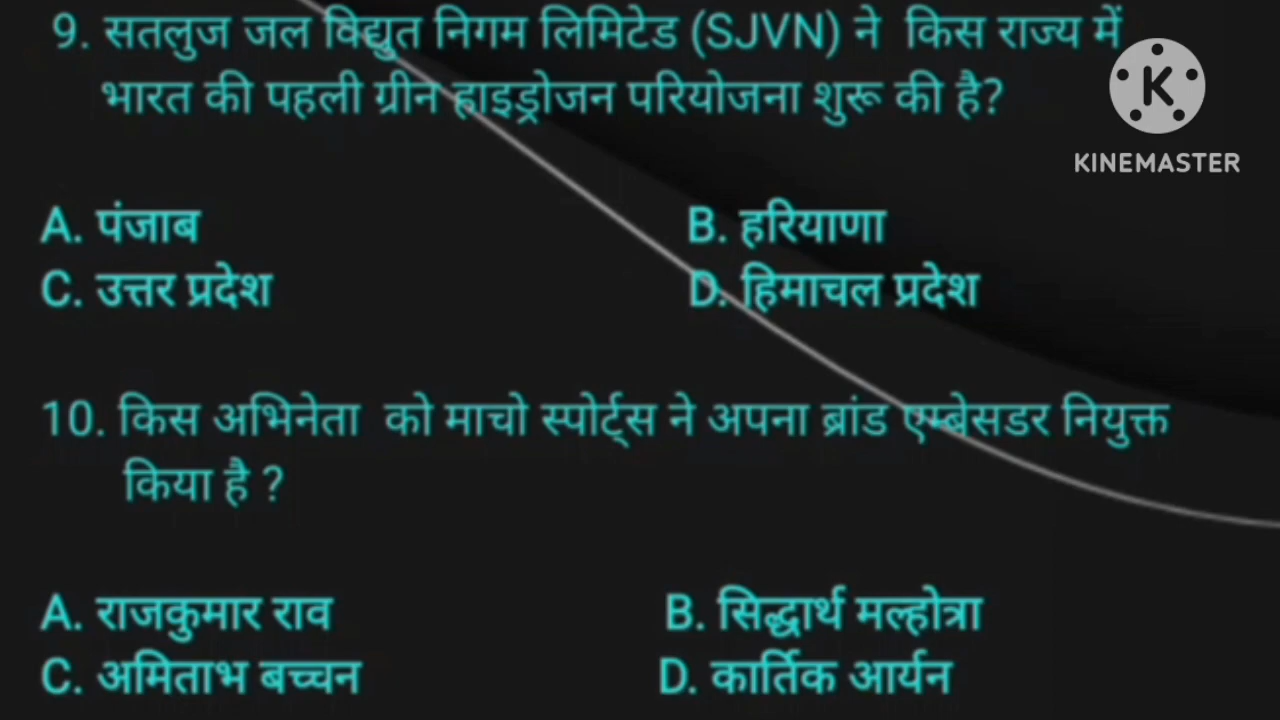 9. सतलुज जल विद्युत निगम लिमिटेड (SJVN) ने किस राज्य में
भारत की पहली ग्रीन हाइड्रोजन परियोजना शुरू की है?
K
KINEMASTER
A. पंजाब B. हरियाणा
C. उत्तर प्रदेश D. हिमाचल प्रदेश
10. किस अभिनेता को माचो स्पोर्ट्स ने अपना ब्रांड एम्बेसडर नियुक्त
किया है ?
A. राजकुमार राव B. सिद्धार्थ मल्होत्रा
C. अमिताभ बच्चन D. कार्तिक आर्यन